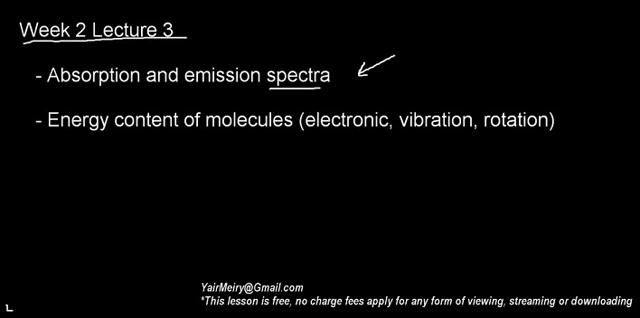 Week 2 Lecture 3
- Absorption and emission spectra
- Energy content of molecules (electronic, vibration, rotation)
YairMeiry@Gmail.com
*This lesson is free, no charge fees apply for any form of viewing, streaming or downloading